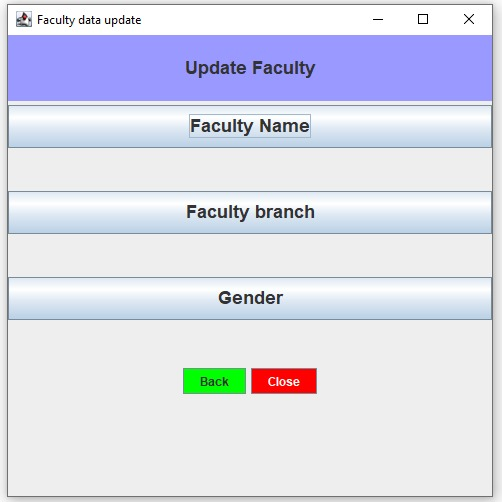 Faculty data update
Update Faculty
Faculty Name
Faculty branch
Gender
Back Close